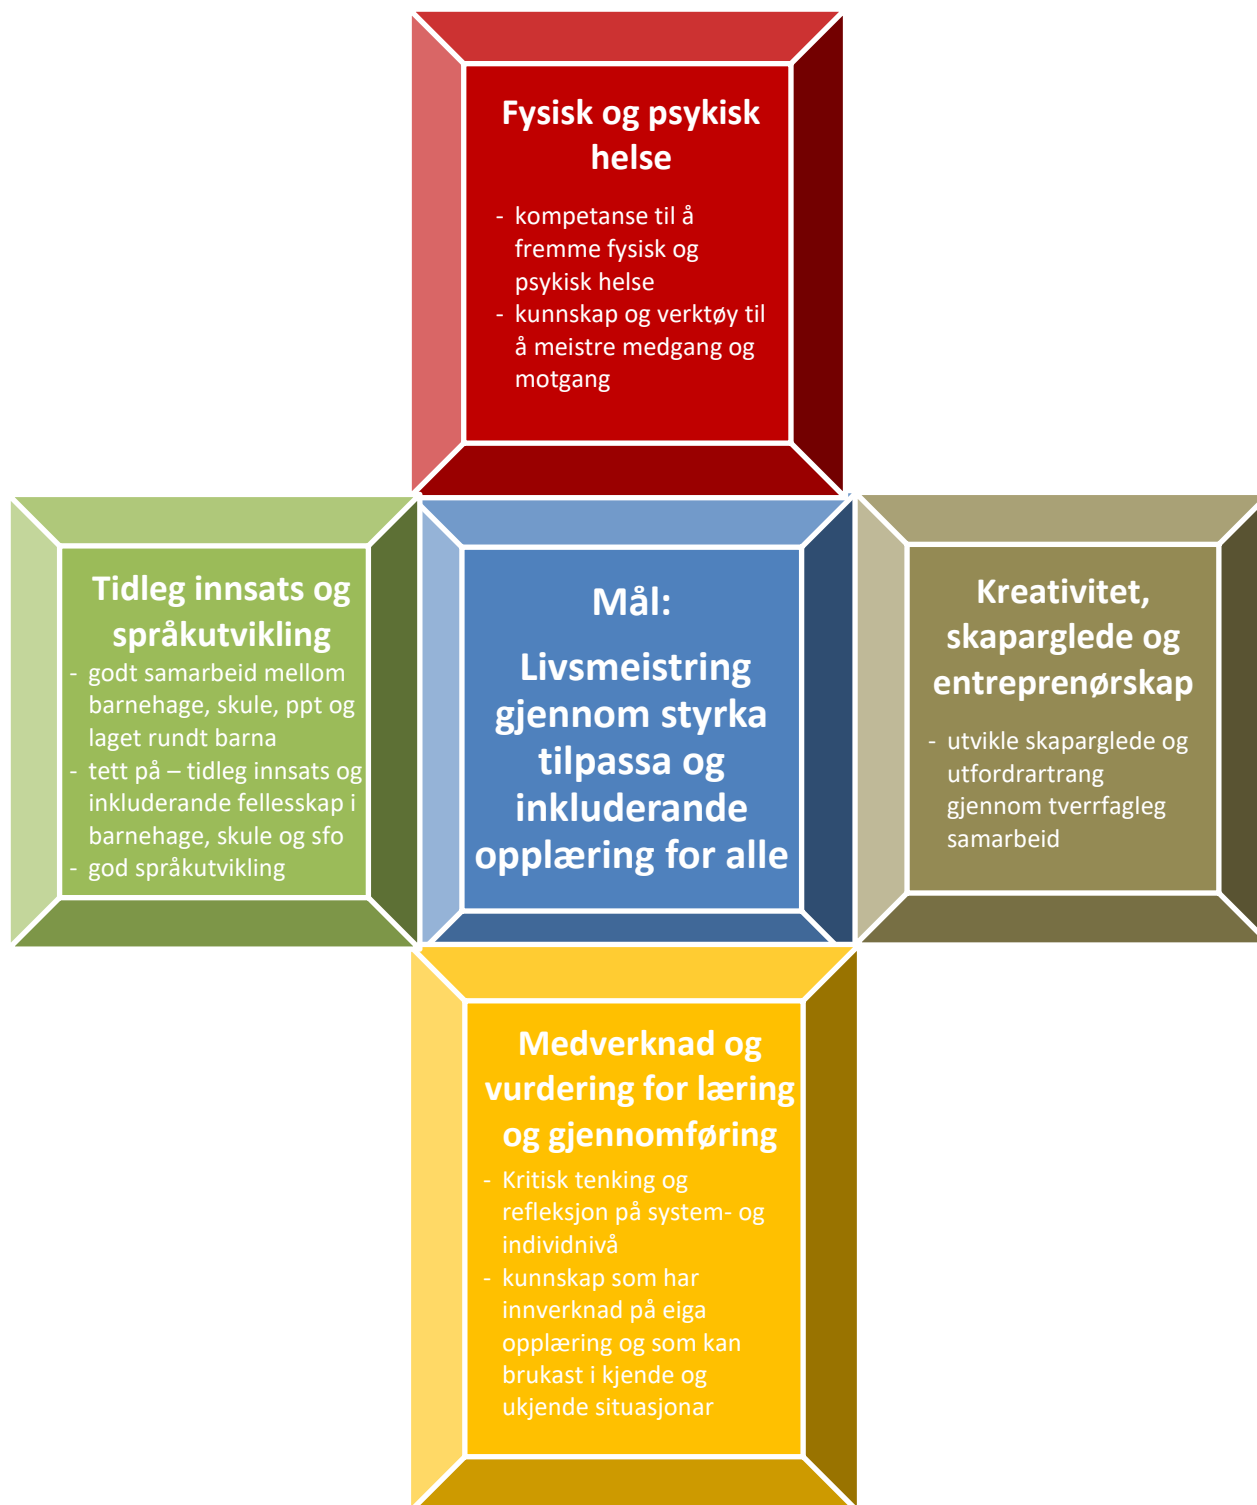 Fysisk og psykisk
helse
- kompetanse til å
fremme fysisk og
psykisk helse
- kunnskap og verktøy til
å meistre medgang og
motgang
Tidleg innsats og
språkutvikling
- godt samarbeid mellom
barnehage, skule, ppt og
laget rundt barna
- tett på – tidleg innsats og
inkluderande fellesskap i
barnehage, skule og sfo
- god språkutvikling
Mål:
Livsmeistring
gjennom styrka
tilpassa og
inkluderande
opplæring for alle
Kreativitet,
skaparglede og
entreprenørskap
- utvikle skaparglede og
utfordrartrang
gjennom tverrfagleg
samarbeid
Medverknad og
vurdering for læring
og gjennomføring
- Kritisk tenking og
refleksjon på system- og
individnivå
- kunnskap som har
innverknad på eiga
opplæring og som kan
brukast i kjende og
ukjende situasjonar